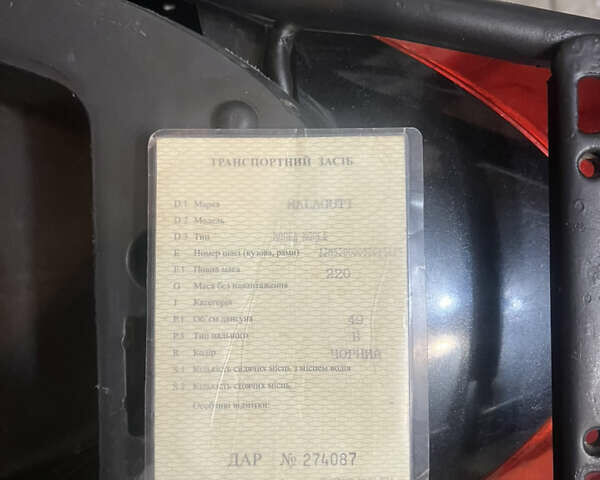 ТРАНСПОРТНИЙ ЗАСІБ
D.1 Марка MALAGUTI
D.2 Модель
D.3 Тип
E Номер шасі (кузова, рами)
F.1 Повна маса 220
G Маса без навантаження
J Категорія
P.1 Об'єм двигуна 49
P.3 Тип пального B
R Колір ЧОРНИЙ
S.1 Кількість сидячих місць з місцем водія
S.2 Кількість стоячих місць
Особливі відмітки:
ДАР № 274087